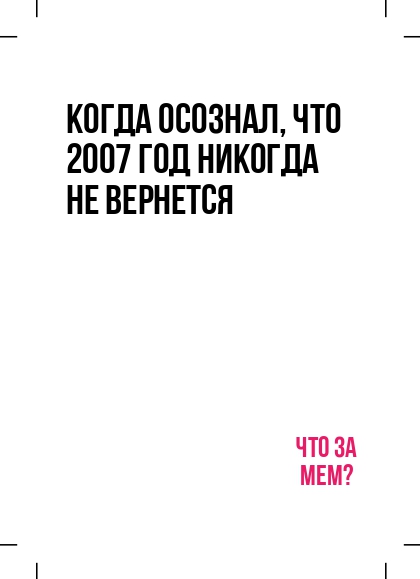 КОГДА ОСОЗНАЛ, ЧТО
2007 ГОД НИКОГДА
НЕ ВЕРНЕТСЯ
ЧТО ЗА
МЕМ?